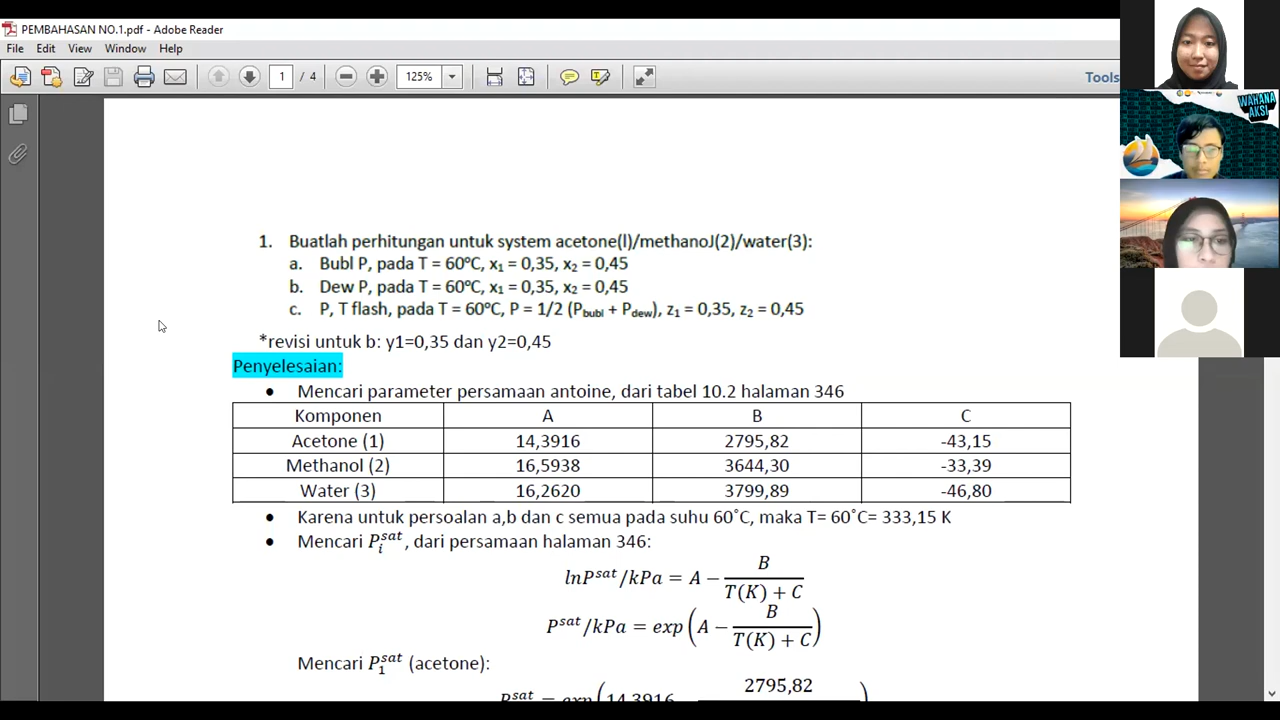 PEMBAHASAN NO.1.pdf - Adobe Reader
File Edit View Window Help
1 / 4 125% Tools
WAHANA
AKSI
1. Buatlah perhitungan untuk system acetone(l)/methanoJ(2)/water(3):
a. Bubl P, pada T = 60°C, x₁ = 0,35, x₂ = 0,45
b. Dew P, pada T = 60°C, x₁ = 0,35, x₂ = 0,45
c. P, T flash, pada T = 60°C, P = 1/2 (Pbubl + Pdew), z₁ = 0,35, z₂ = 0,45
*revisi untuk b: y1=0,35 dan y2=0,45
Penyelesaian:
• Mencari parameter persamaan antoine, dari tabel 10.2 halaman 346
Komponen A B C
Acetone (1) 14,3916 2795,82 -43,15
Methanol (2) 16,5938 3644,30 -33,39
Water (3) 16,2620 3799,89 -46,80
• Karena untuk persoalan a,b dan c semua pada suhu 60˚C, maka T= 60˚C= 333,15 K
• Mencari P_i^sat, dari persamaan halaman 346:
lnP^sat/kPa = A − B / (T(K) + C)
P^sat/kPa = exp(A − B / (T(K) + C))
Mencari P_1^sat (acetone):
P^sat = exp(14,3916 − 2795,82